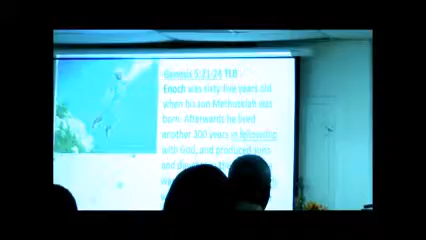 Genesis 5:21-24 TLB
Enoch was sixty-five years old
when his son Methuselah was
born. Afterwards he lived
another 300 years in fellowship
with God, and produced sons
and